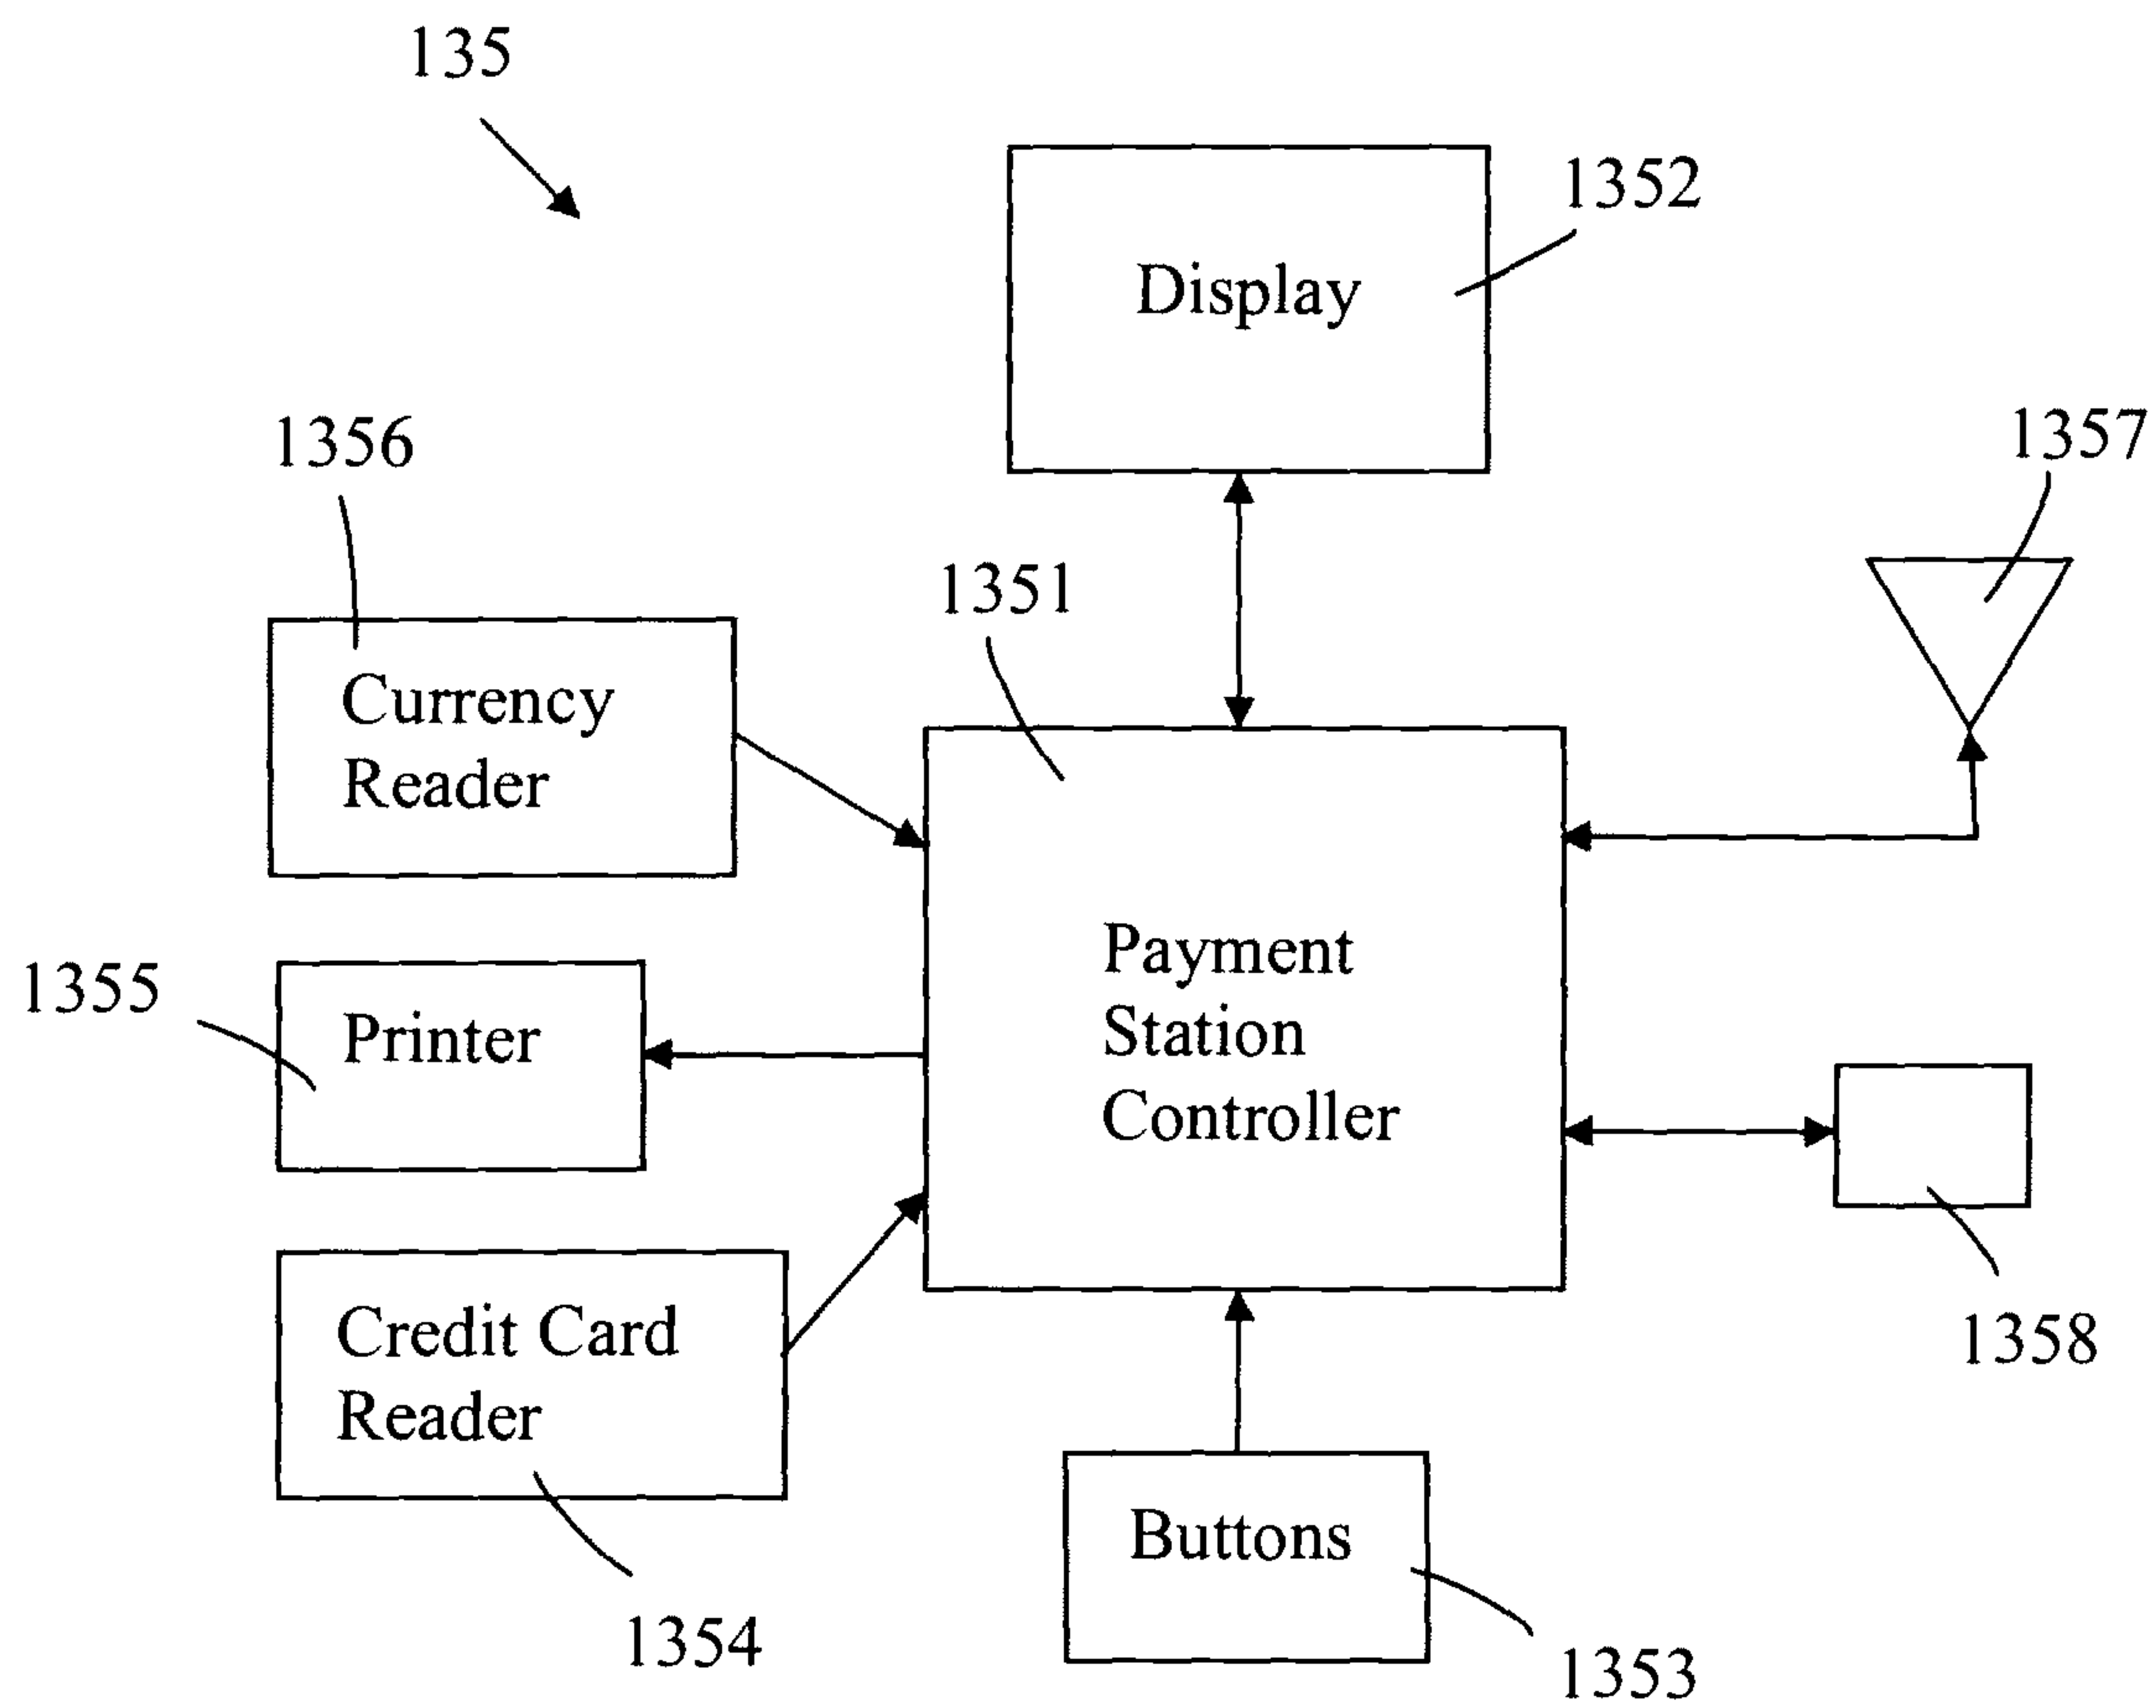 135
1352
Display
1356
1357
1351
Currency
Reader
Payment
Station
Controller
1355
Printer
Credit Card
Reader
1358
Buttons
1354
1353